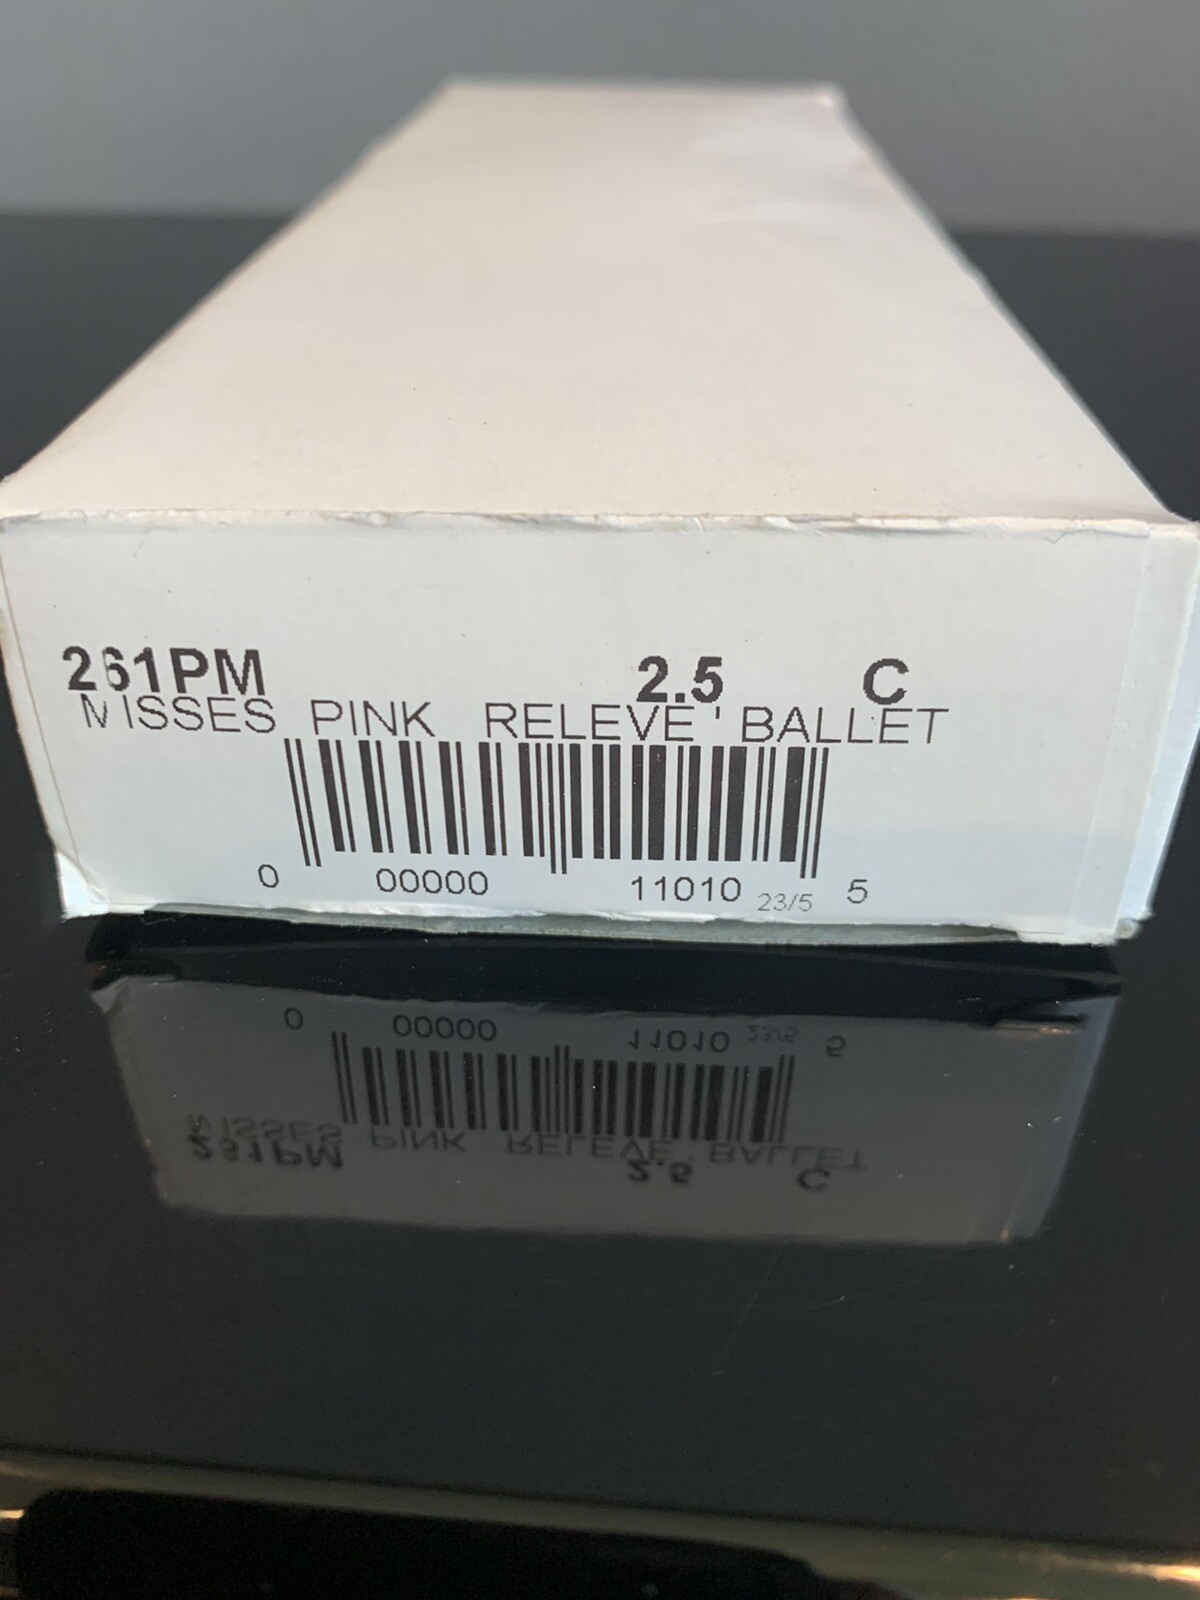 261PM 2.5 C
MISSES PINK RELEVE' BALLET
0 00000 11010 23/5 5